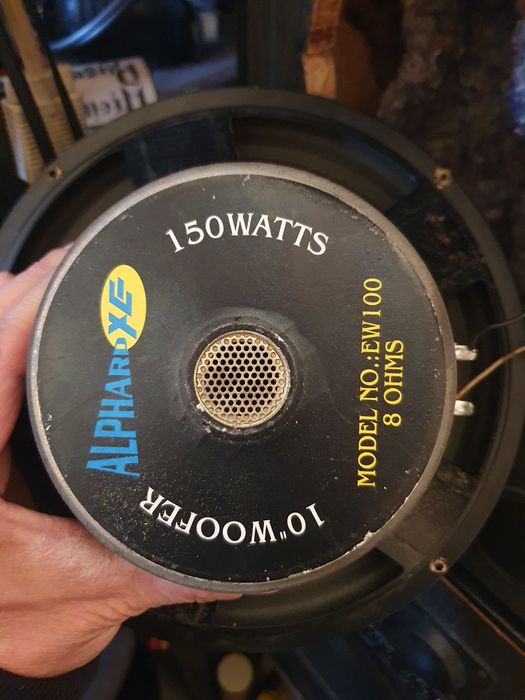 150WATTS
ALPHARD
XE
MODEL NO.:EW100
8 OHMS
10"WOOFER